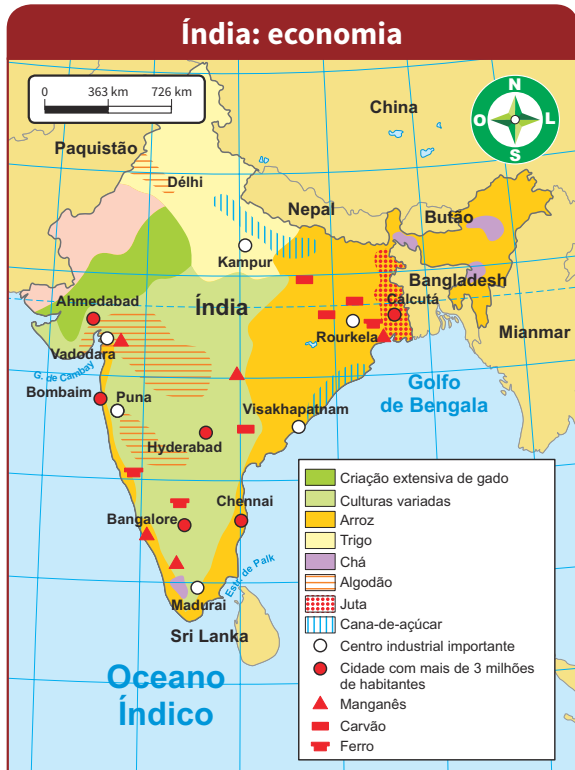 Índia: economia
0 363 km 726 km
N
O
L
S
China
Paquistão
Délhi
Nepal
Butão
Kampur
Bangladesh
Ahmedabad
Índia
Calcutá
Vadodara
Rourkela
Mianmar
G. de Cambay
Bombaim
Puna
Visakhapatnam
Golfo
de Bengala
Hyderabad
Chennai
Bangalore
Estr. de Palk
Madurai
Sri Lanka
Oceano
Índico
Criação extensiva de gado
Culturas variadas
Arroz
Trigo
Chá
Algodão
Juta
Cana-de-açúcar
Centro industrial importante
Cidade com mais de 3 milhões
de habitantes
Manganês
Carvão
Ferro